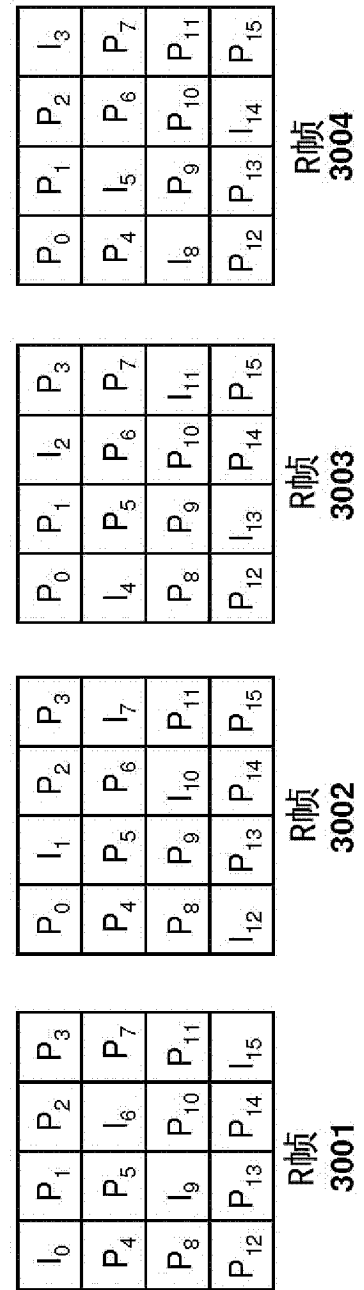 I₀ P₁ P₂ P₃
P₄ P₅ I₆ P₇
P₈ I₉ P₁₀ P₁₁
P₁₂ P₁₃ P₁₄ I₁₅
R帧
3001
P₀ I₁ P₂ P₃
P₄ P₅ P₆ I₇
P₈ P₉ I₁₀ P₁₁
I₁₂ P₁₃ P₁₄ P₁₅
R帧
3002
P₀ P₁ I₂ P₃
I₄ P₅ P₆ P₇
P₈ P₉ P₁₀ I₁₁
P₁₂ I₁₃ P₁₄ P₁₅
R帧
3003
P₀ P₁ P₂ I₃
P₄ I₅ P₆ P₇
I₈ P₉ P₁₀ P₁₁
P₁₂ P₁₃ I₁₄ P₁₅
R帧
3004